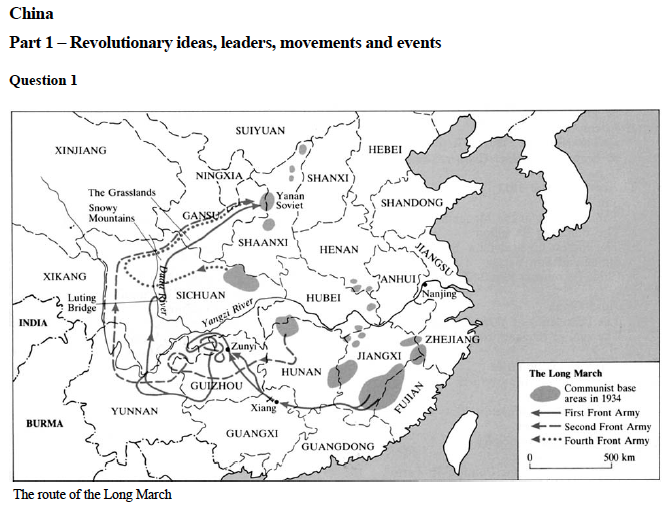 China
Part 1 – Revolutionary ideas, leaders, movements and events
Question 1
SUIYUAN
XINJIANG
HEBEI
NINGXIA
SHANXI
The Grasslands
Yanan
Soviet
SHANDONG
Snowy
Mountains
GANSU
SHAANXI
HENAN
JIANGSU
XIKANG
Dadu River
ANHUI
Nanjing
Luting
Bridge
SICHUAN
HUBEI
Yangzi River
INDIA
Zunyi
ZHEJIANG
JIANGXI
HUNAN
GUIZHOU
FUJIAN
Xiang
YUNNAN
BURMA
GUANGXI
GUANGDONG
The Long March
Communist base
areas in 1934
First Front Army
Second Front Army
Fourth Front Army
0 500 km
The route of the Long March